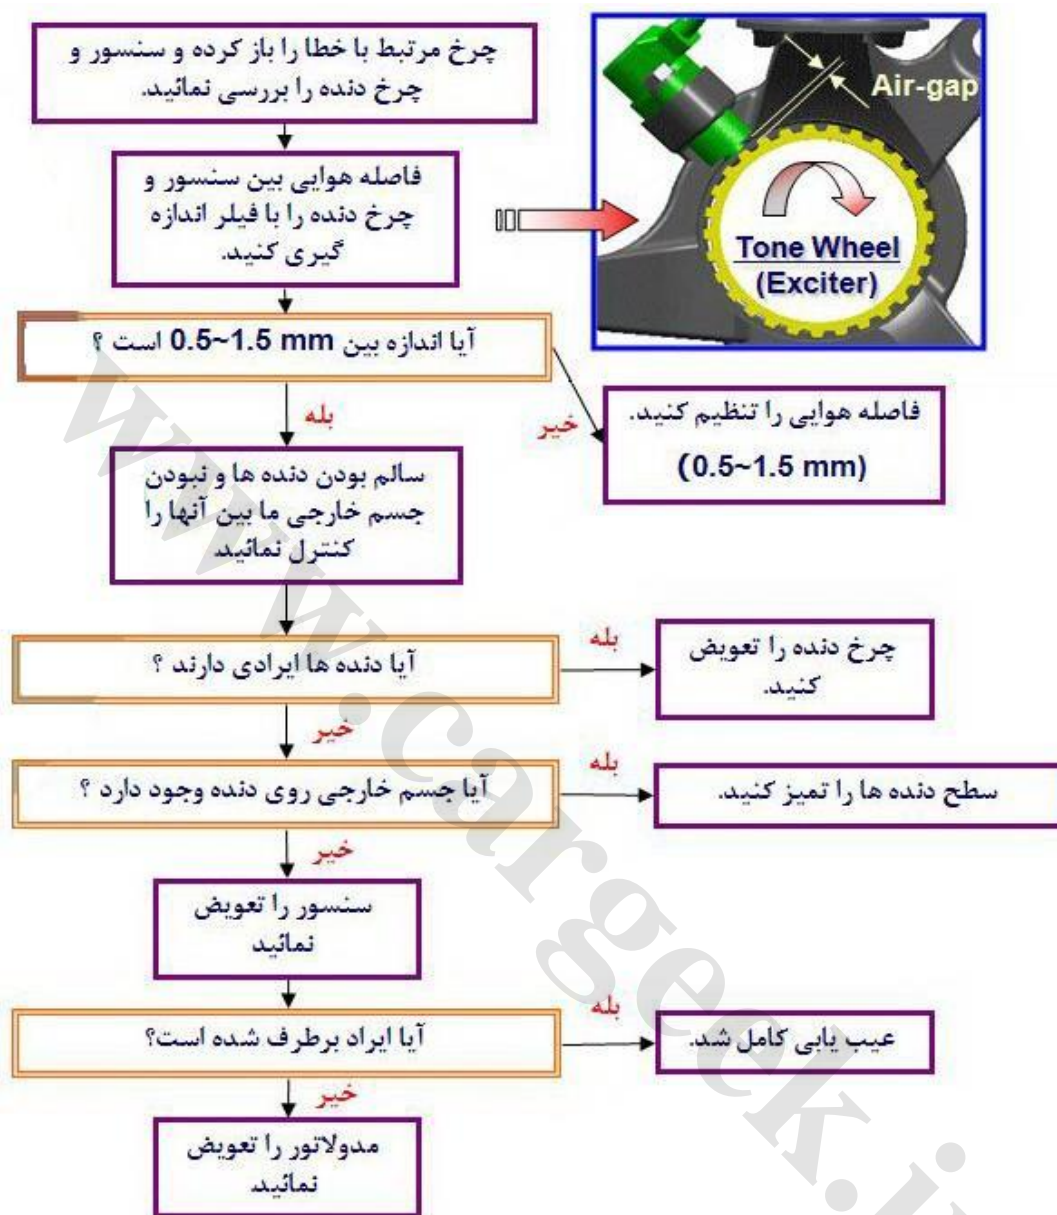 چرخ مرتبط با خطا را باز کرده و سنسور و
چرخ دنده را بررسی نمائید.
Air-gap
Tone Wheel
(Exciter)
فاصله هوایی بین سنسور و
چرخ دنده را با فیلر اندازه
گیری کنید.
آیا اندازه بین 0.5~1.5 mm است ؟
بله
خیر
فاصله هوایی را تنظیم کنید.
(0.5~1.5 mm)
سالم بودن دنده ها و نبودن
جسم خارجی ما بین آنها را
کنترل نمائید
آیا دنده ها ایرادی دارند ؟
بله
چرخ دنده را تعویض
کنید.
خیر
آیا جسم خارجی روی دنده وجود دارد ؟
بله
سطح دنده ها را تمیز کنید.
خیر
سنسور را تعویض
نمائید
آیا ایراد برطرف شده است؟
بله
عیب یابی کامل شد.
خیر
مدولاتور را تعویض
نمائید
www.cargeek.ir